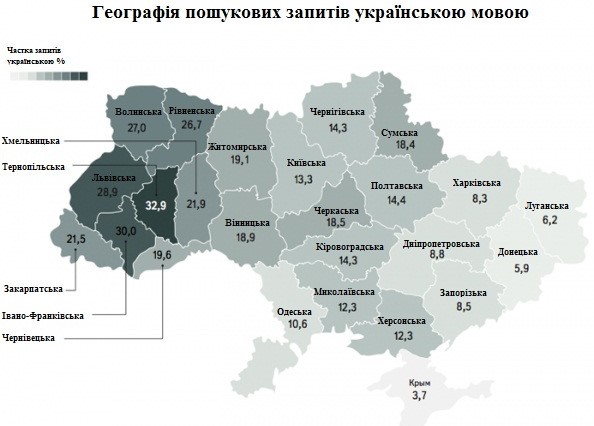 Географія пошукових запитів українською мовою
Частка запитів
українською %
Хмельницька
Тернопільська
Волинська
27,0
Рівненська
26,7
Житомирська
19,1
Чернігівська
14,3
Сумська
18,4
Київська
13,3
Львівська
28,9
32,9
21,9
Вінницька
18,9
Черкаська
18,5
Полтавська
14,4
Харківська
8,3
Луганська
6,2
21,5
30,0
19,6
Кіровоградська
14,3
Дніпропетровська
8,8
Донецька
5,9
Закарпатська
Івано-Франківська
Чернівецька
Одеська
10,6
Миколаївська
12,3
Херсонська
12,3
Запорізька
8,5
Крым
3,7